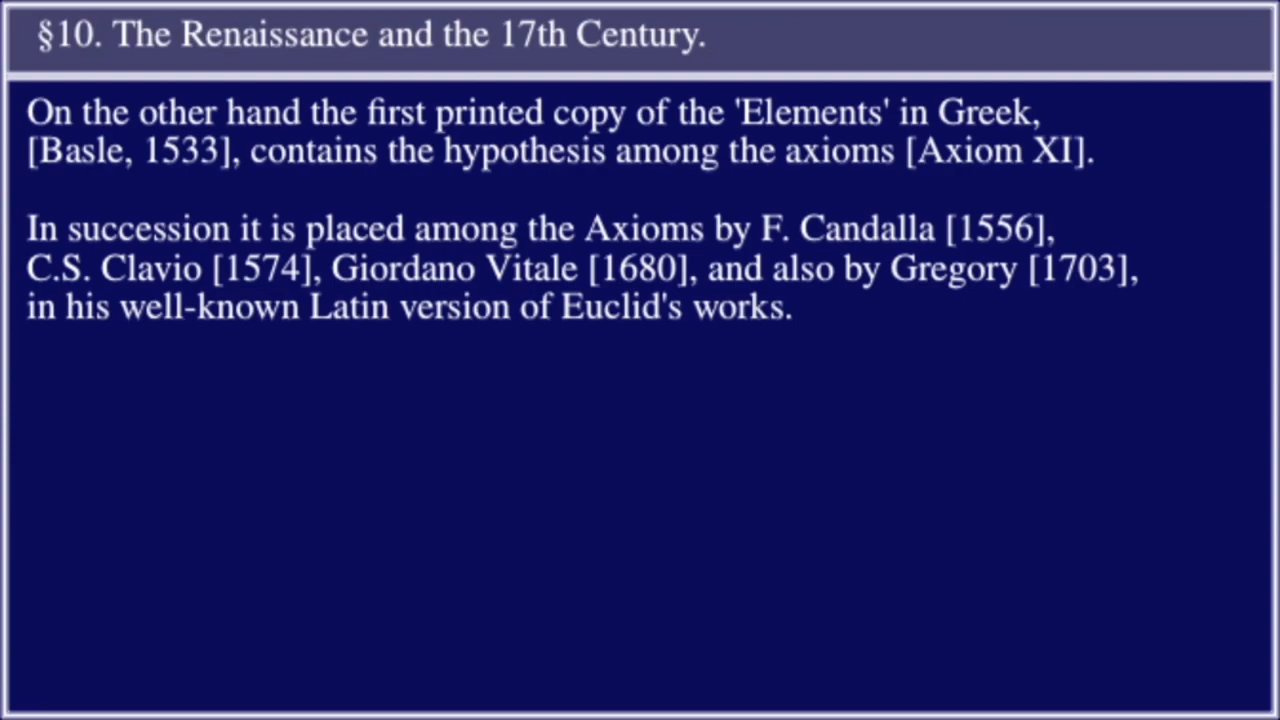 §10. The Renaissance and the 17th Century.
On the other hand the first printed copy of the 'Elements' in Greek,
[Basle, 1533], contains the hypothesis among the axioms [Axiom XI].
In succession it is placed among the Axioms by F. Candalla [1556],
C.S. Clavio [1574], Giordano Vitale [1680], and also by Gregory [1703],
in his well-known Latin version of Euclid's works.